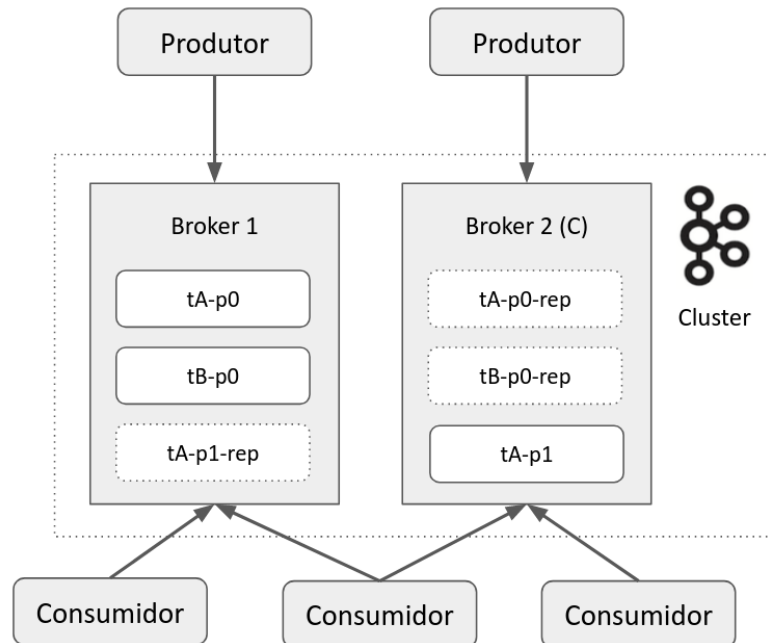 Produtor
Produtor
Broker 1
Broker 2 (C)
tA-p0
tA-p0-rep
tB-p0
tB-p0-rep
tA-p1-rep
tA-p1
Cluster
Consumidor
Consumidor
Consumidor